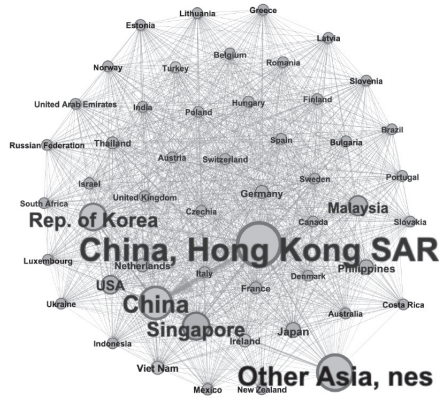 Lithuania
Greece
Estonia
Latvia
Belgium
Romania
Norway
Turkey
Slovenia
United Arab Emirates
India
Poland
Hungary
Finland
Brazil
Russian Federation
Thailand
Spain
Bulgaria
Austria
Switzerland
Israel
Sweden
Portugal
United Kingdom
Germany
South Africa
Malaysia
Rep. of Korea
Czechia
Canada
Slovakia
China, Hong Kong SAR
Luxembourg
Netherlands
Philippines
Italy
Denmark
USA
France
China
Ukraine
Costa Rica
Singapore
Australia
Japan
Indonesia
Ireland
Viet Nam
Other Asia, nes
México
New Zealand